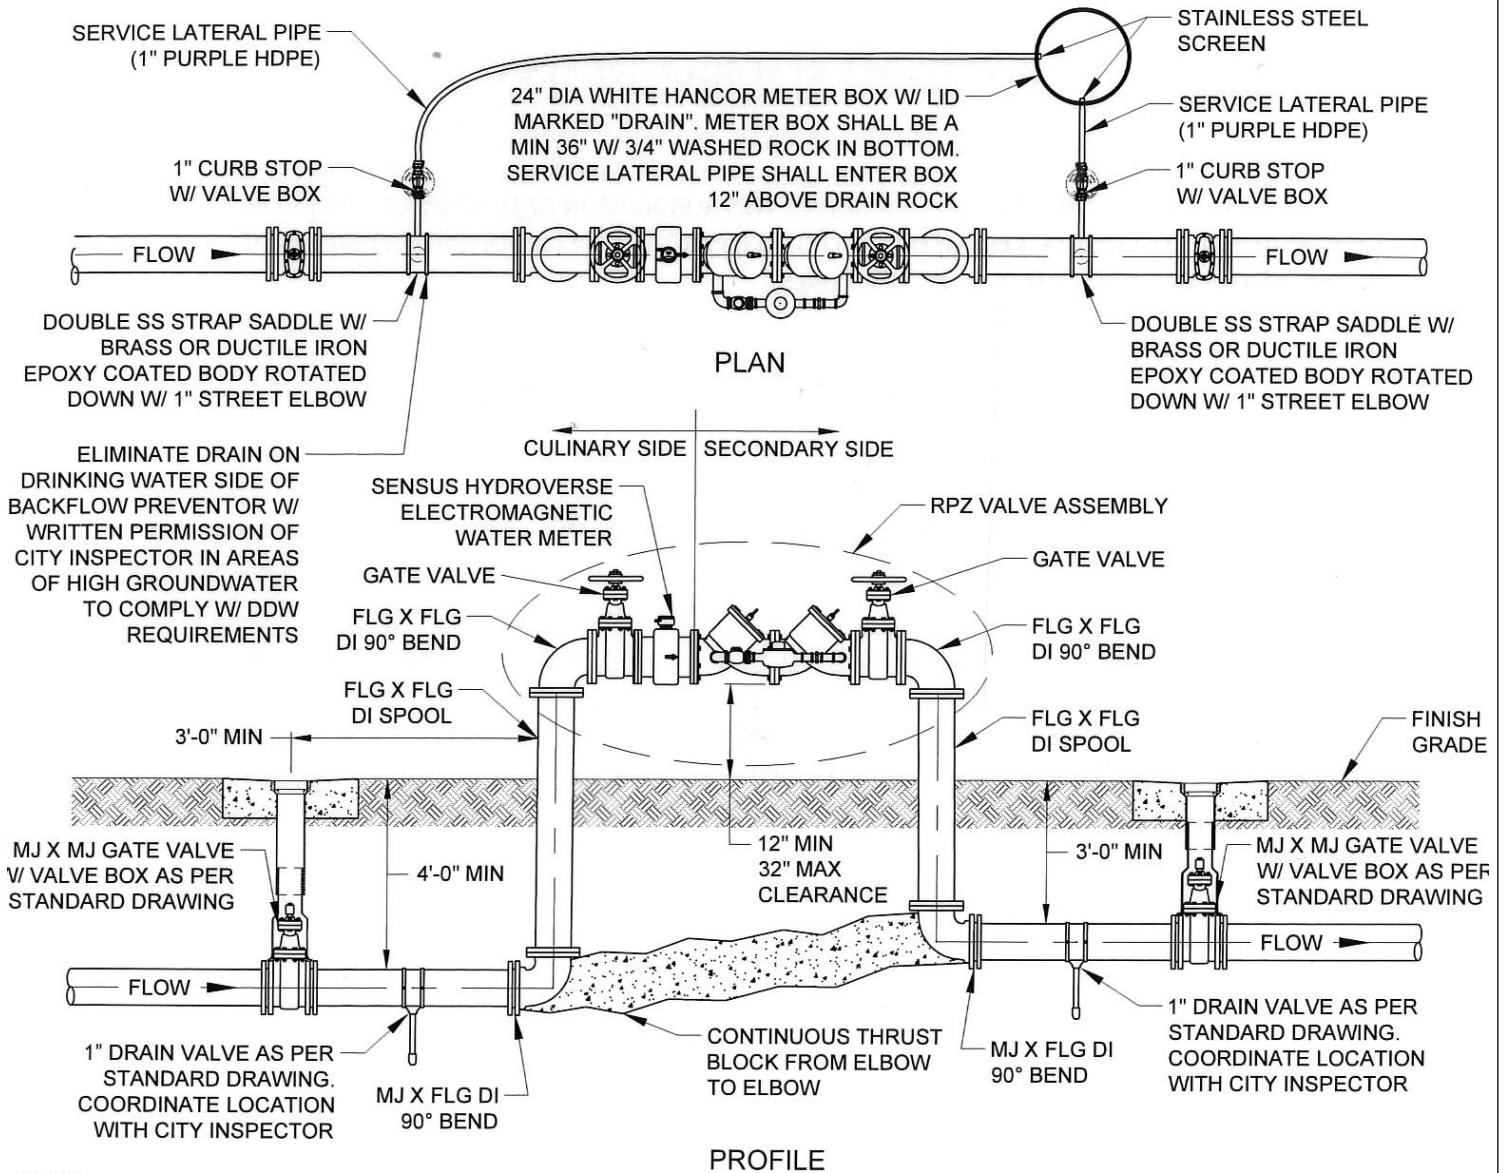 SERVICE LATERAL PIPE
(1" PURPLE HDPE)
STAINLESS STEEL
SCREEN
24" DIA WHITE HANCOR METER BOX W/ LID
MARKED "DRAIN". METER BOX SHALL BE A
MIN 36" W/ 3/4" WASHED ROCK IN BOTTOM.
SERVICE LATERAL PIPE SHALL ENTER BOX
12" ABOVE DRAIN ROCK
SERVICE LATERAL PIPE
(1" PURPLE HDPE)
1" CURB STOP
W/ VALVE BOX
1" CURB STOP
W/ VALVE BOX
FLOW
FLOW
DOUBLE SS STRAP SADDLE W/
BRASS OR DUCTILE IRON
EPOXY COATED BODY ROTATED
DOWN W/ 1" STREET ELBOW
PLAN
DOUBLE SS STRAP SADDLE W/
BRASS OR DUCTILE IRON
EPOXY COATED BODY ROTATED
DOWN W/ 1" STREET ELBOW
ELIMINATE DRAIN ON
DRINKING WATER SIDE OF
BACKFLOW PREVENTOR W/
WRITTEN PERMISSION OF
CITY INSPECTOR IN AREAS
OF HIGH GROUNDWATER
TO COMPLY W/ DDW
REQUIREMENTS
CULINARY SIDE
SECONDARY SIDE
SENSUS HYDROVERSE
ELECTROMAGNETIC
WATER METER
RPZ VALVE ASSEMBLY
GATE VALVE
GATE VALVE
FLG X FLG
DI 90° BEND
FLG X FLG
DI 90° BEND
FLG X FLG
DI SPOOL
FLG X FLG
DI SPOOL
3'-0" MIN
FINISH
GRADE
MJ X MJ GATE VALVE
W/ VALVE BOX AS PER
STANDARD DRAWING
4'-0" MIN
12" MIN
32" MAX
CLEARANCE
3'-0" MIN
MJ X MJ GATE VALVE
W/ VALVE BOX AS PER
STANDARD DRAWING
FLOW
FLOW
1" DRAIN VALVE AS PER
STANDARD DRAWING.
COORDINATE LOCATION
WITH CITY INSPECTOR
MJ X FLG DI
90° BEND
CONTINUOUS THRUST
BLOCK FROM ELBOW
TO ELBOW
MJ X FLG DI
90° BEND
1" DRAIN VALVE AS PER
STANDARD DRAWING.
COORDINATE LOCATION
WITH CITY INSPECTOR
PROFILE